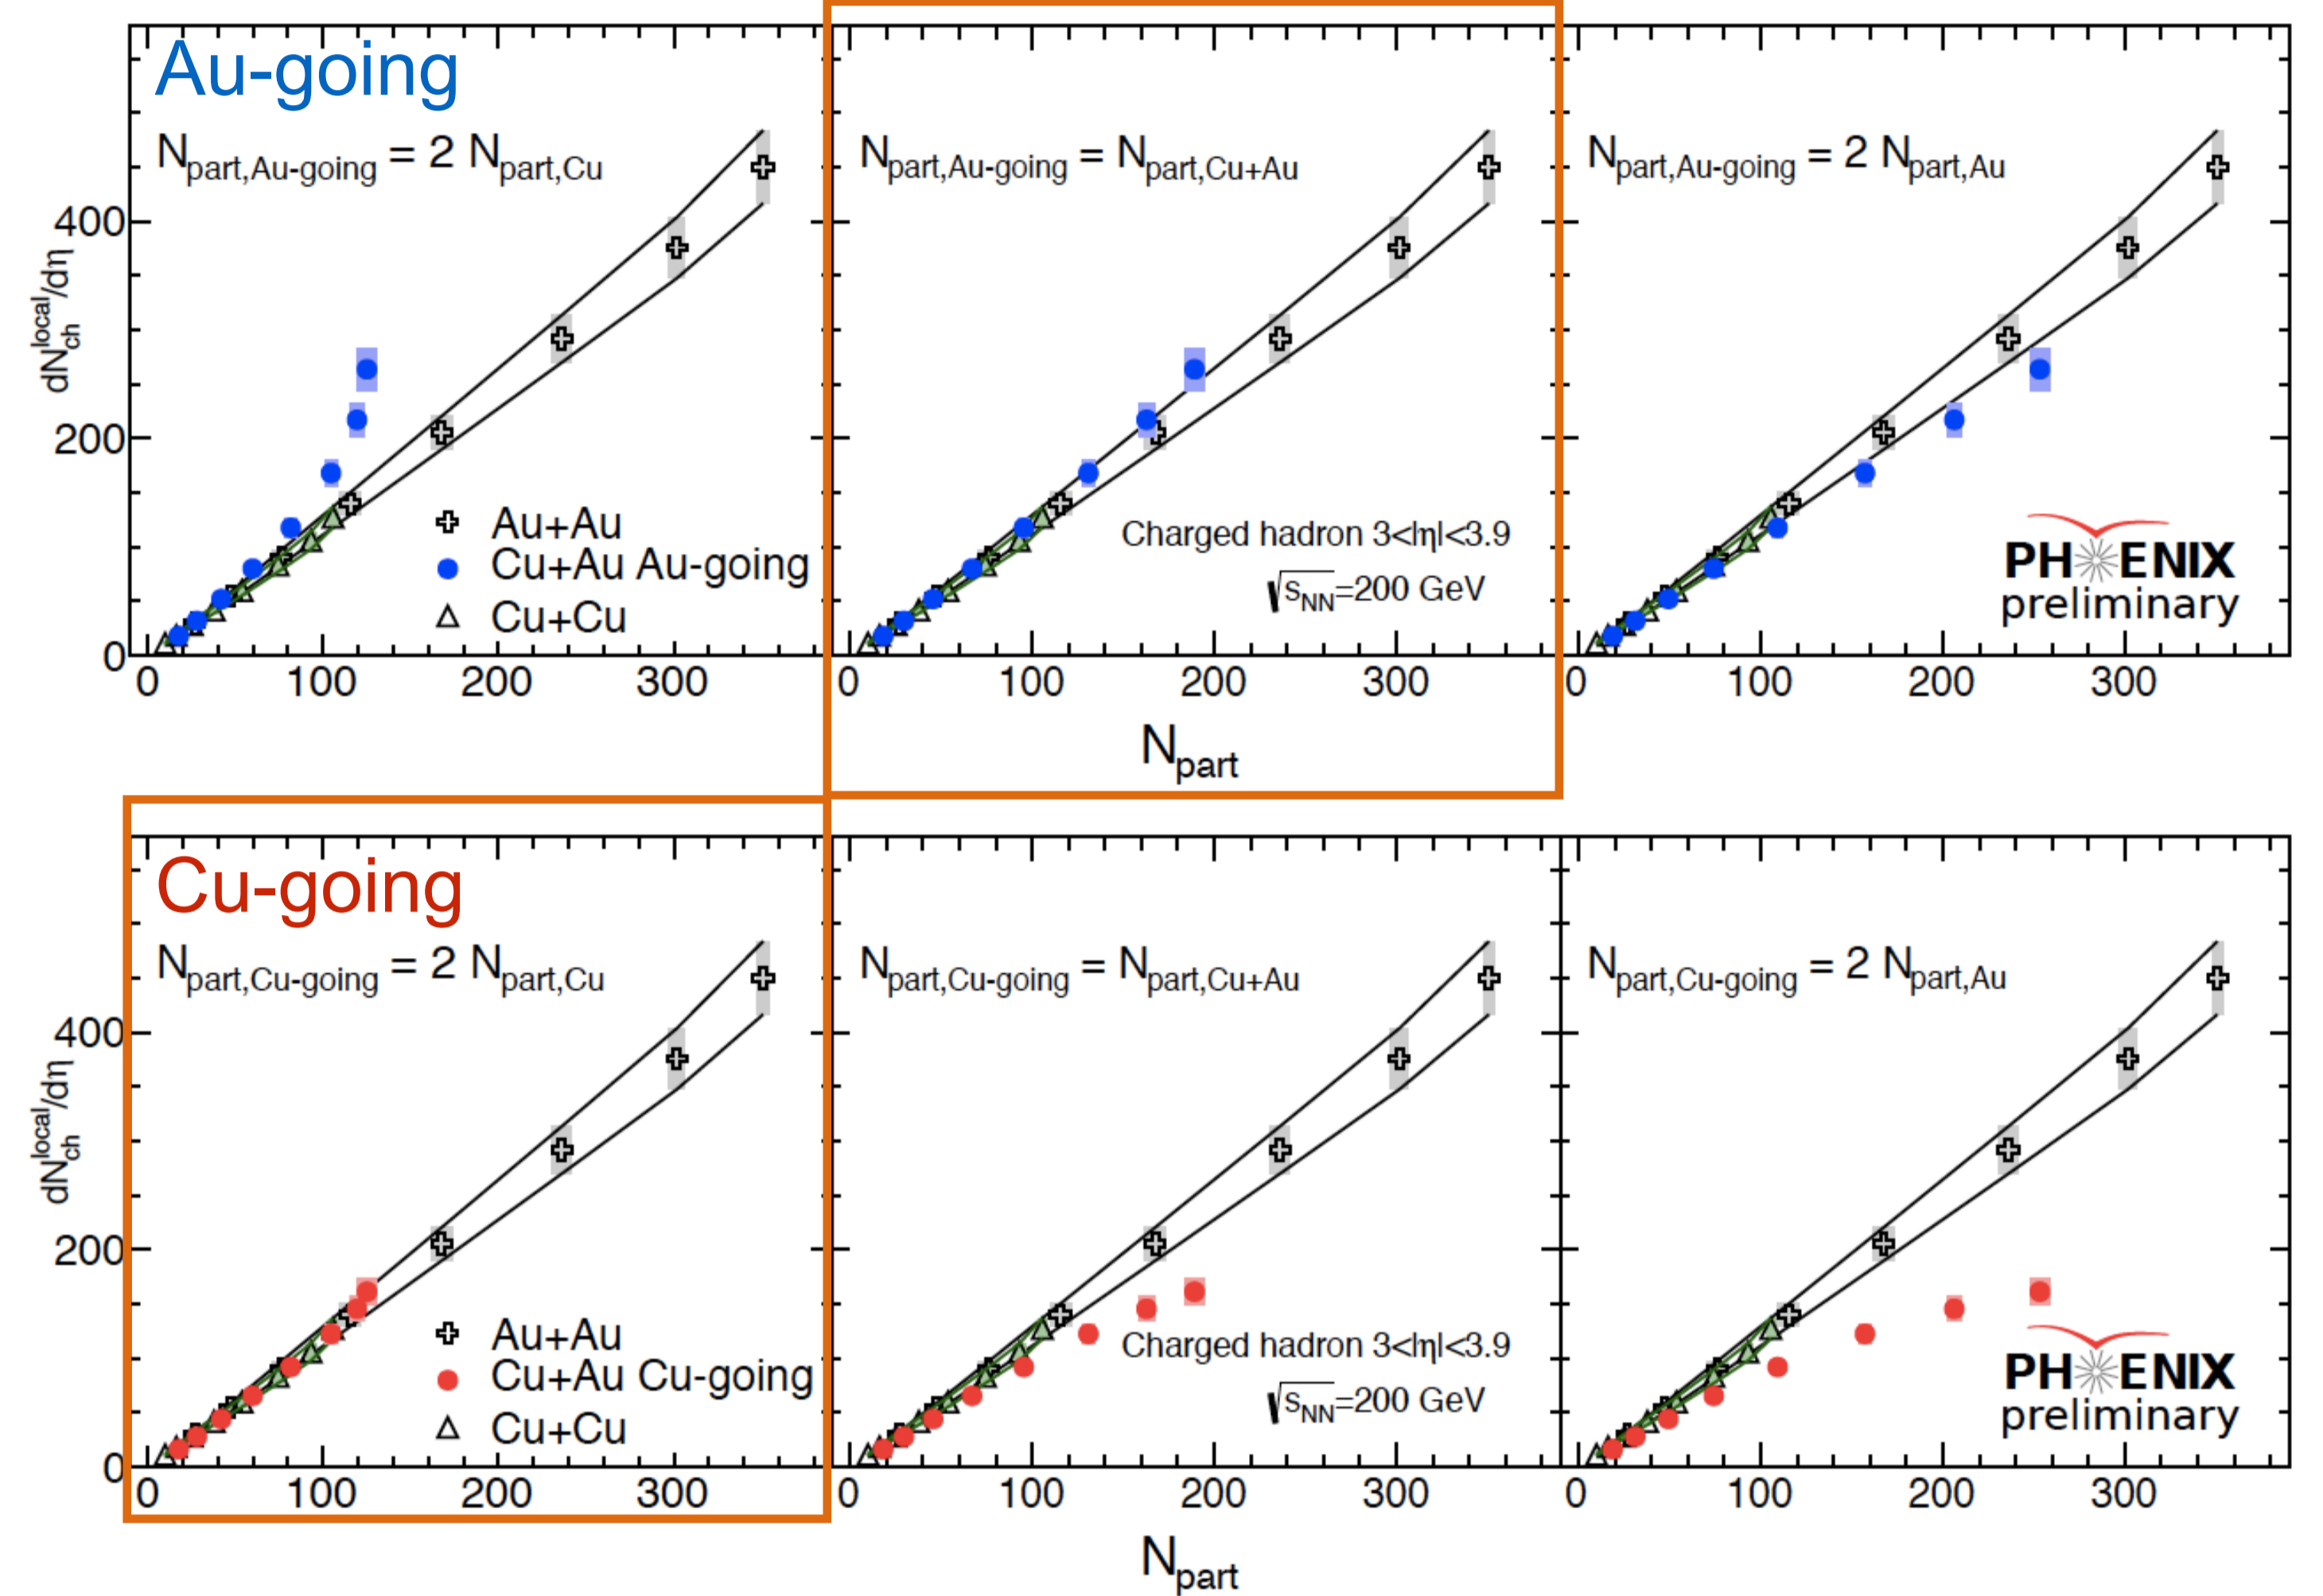 Au-going
N_part,Au-going = 2 N_part,Cu
N_part,Au-going = N_part,Cu+Au
N_part,Au-going = 2 N_part,Au
dN_ch^local/dη
400
200
0
Au+Au
Cu+Au Au-going
Cu+Cu
Charged hadron 3<|η|<3.9
√s_NN=200 GeV
PHENIX
preliminary
0 100 200 300
0 100 200 300
0 100 200 300
N_part
Cu-going
N_part,Cu-going = 2 N_part,Cu
N_part,Cu-going = N_part,Cu+Au
N_part,Cu-going = 2 N_part,Au
dN_ch^local/dη
400
200
0
Au+Au
Cu+Au Cu-going
Cu+Cu
Charged hadron 3<|η|<3.9
√s_NN=200 GeV
PHENIX
preliminary
0 100 200 300
0 100 200 300
0 100 200 300
N_part